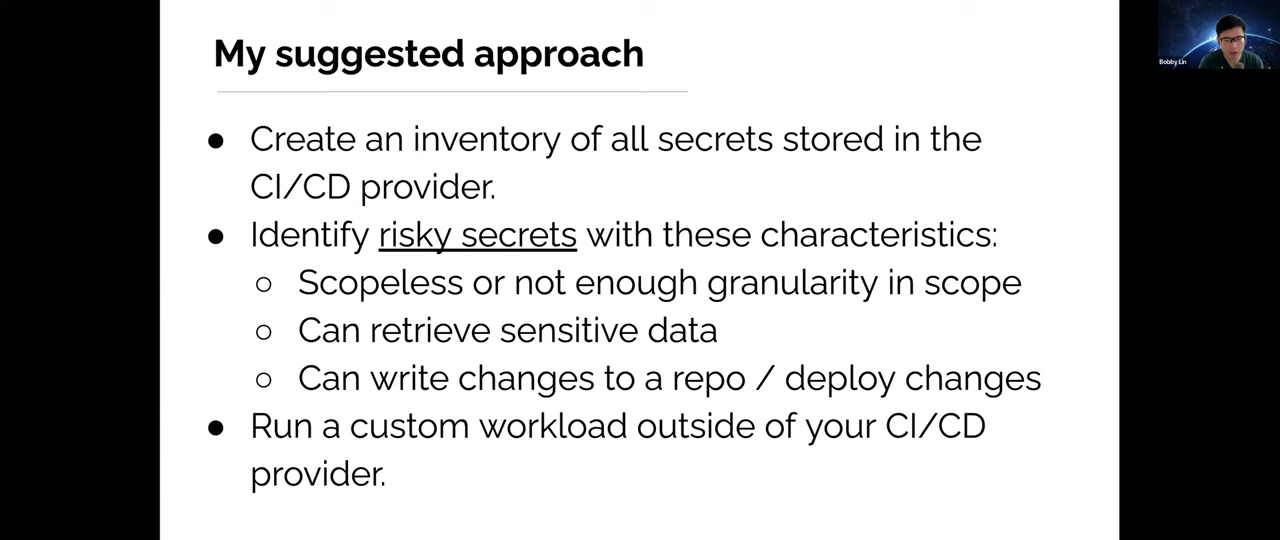 My suggested approach
● Create an inventory of all secrets stored in the
CI/CD provider.
● Identify risky secrets with these characteristics:
○ Scopeless or not enough granularity in scope
○ Can retrieve sensitive data
○ Can write changes to a repo / deploy changes
● Run a custom workload outside of your CI/CD
provider.
Bobby Lin